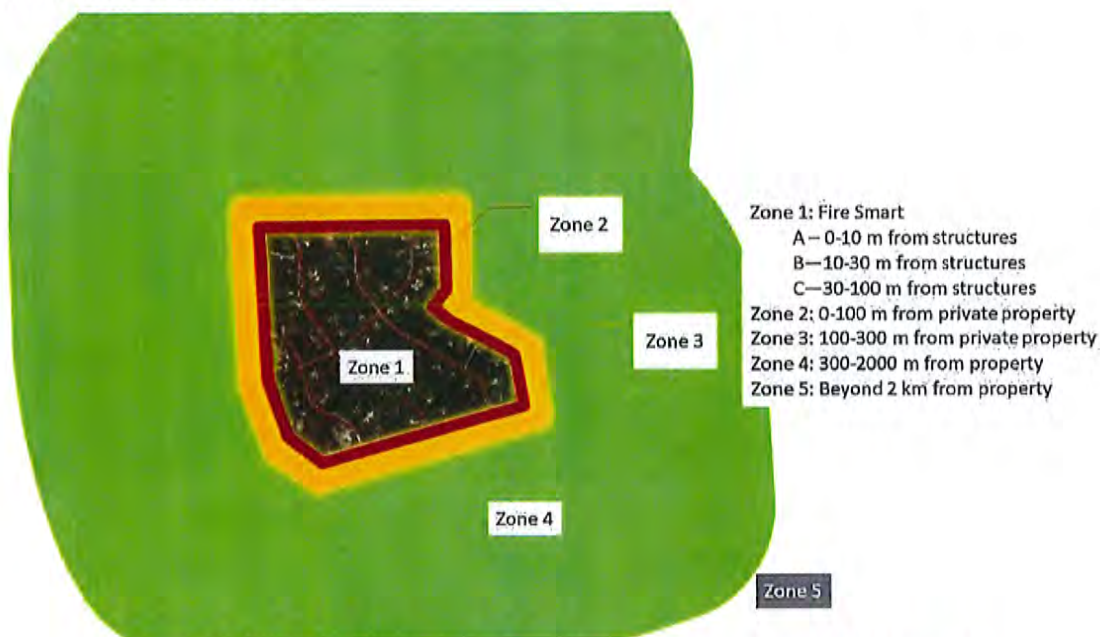 Zone 2
Zone 3
Zone 1
Zone 4
Zone 5
Zone 1: Fire Smart
A – 0-10 m from structures
B—10-30 m from structures
C—30-100 m from structures
Zone 2: 0-100 m from private property
Zone 3: 100-300 m from private property
Zone 4: 300-2000 m from property
Zone 5: Beyond 2 km from property